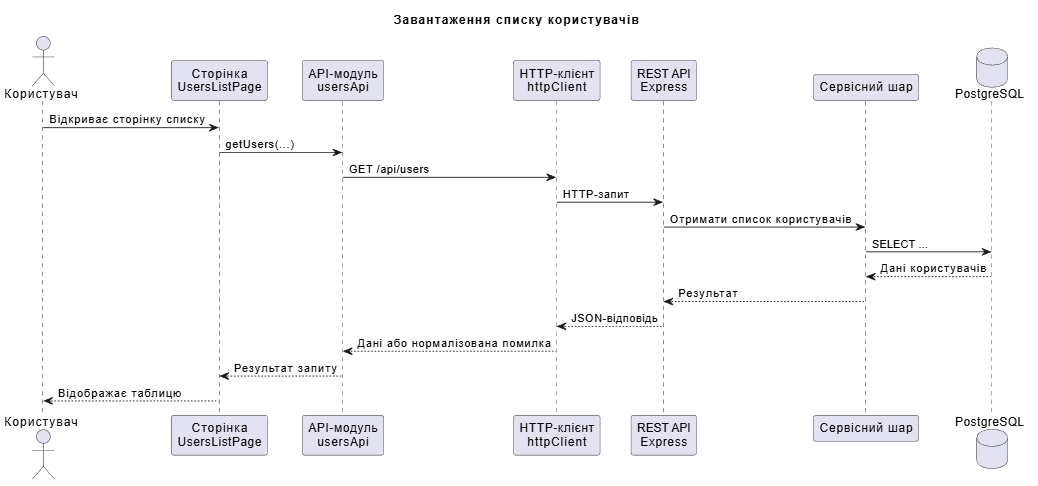 Завантаження списку користувачів
Користувач
Сторінка
UsersListPage
API-модуль
usersApi
HTTP-клієнт
httpClient
REST API
Express
Сервісний шар
PostgreSQL
Відкриває сторінку списку
getUsers(...)
GET /api/users
HTTP-запит
Отримати список користувачів
SELECT ...
Дані користувачів
Результат
JSON-відповідь
Дані або нормалізована помилка
Результат запиту
Відображає таблицю
Користувач
Сторінка
UsersListPage
API-модуль
usersApi
HTTP-клієнт
httpClient
REST API
Express
Сервісний шар
PostgreSQL